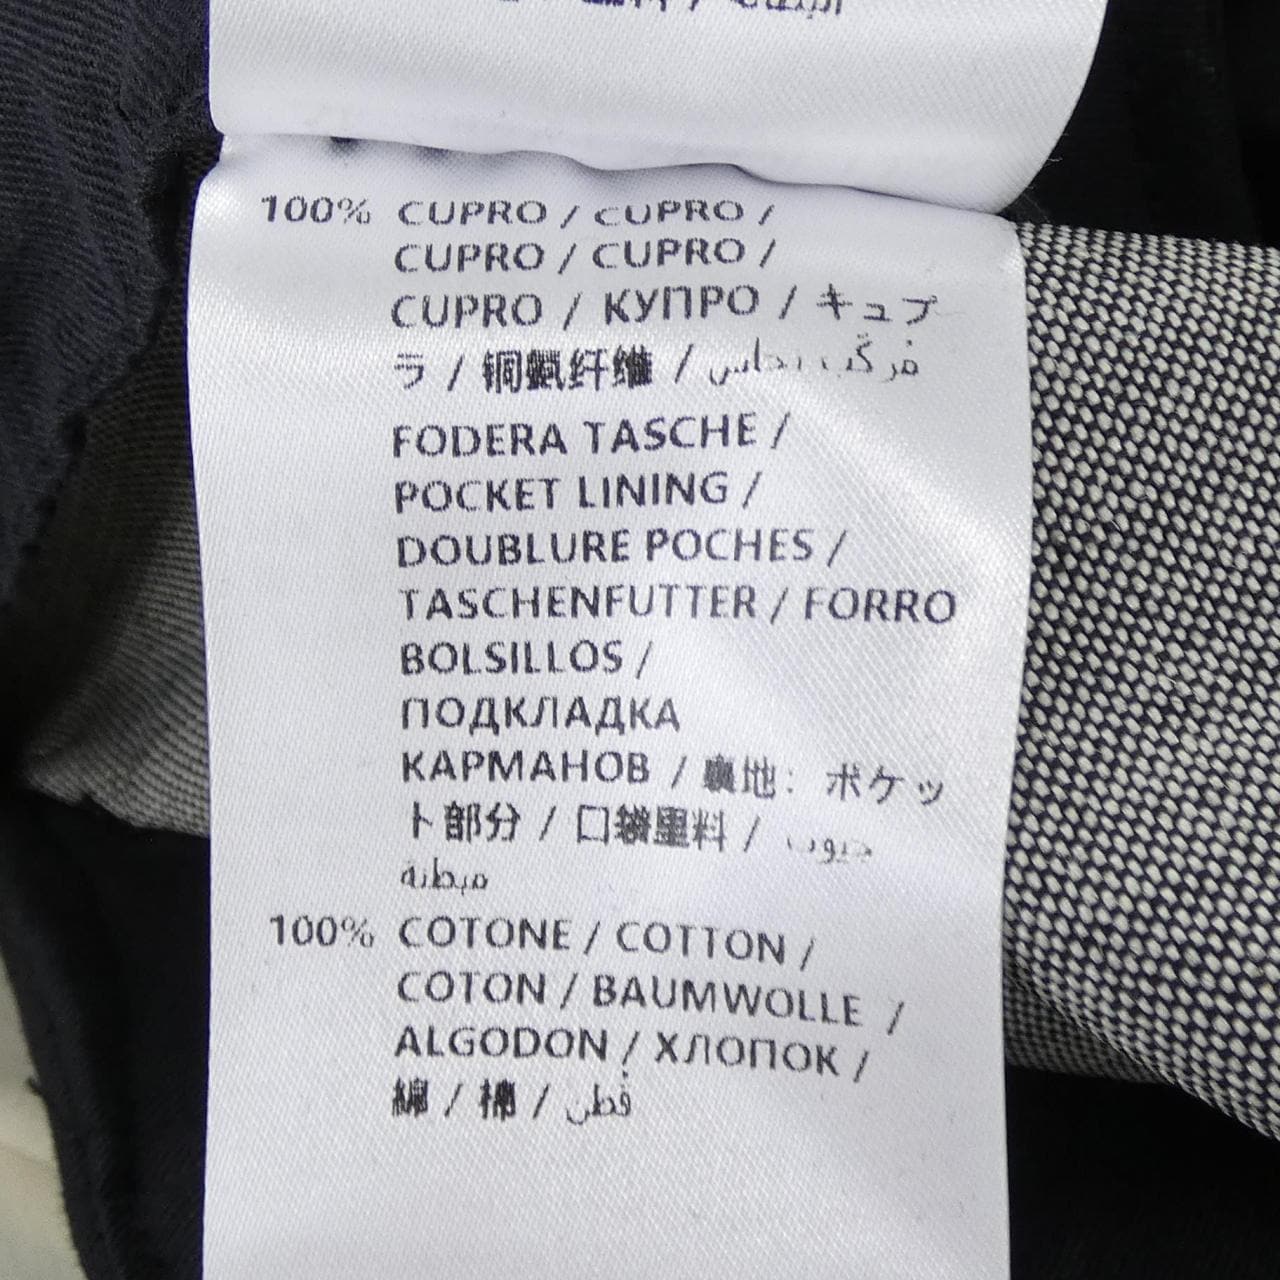 100% CUPRO / CUPRO /
CUPRO / CUPRO /
CUPRO / КУПРО / キュプ
ラ / 铜氨纤维 /
FODERA TASCHE /
POCKET LINING /
DOUBLURE POCHES /
TASCHENFUTTER / FORRO
BOLSILLOS /
ПОДКЛАДКА
КАРМАНОВ / 裏地: ポケッ
ト部分 / 口袋里料 / جيوب
مبطنة
100% COTONE / COTTON /
COTON / BAUMWOLLE /
ALGODON / ХЛОПОК /
綿 / 棉 / قطن